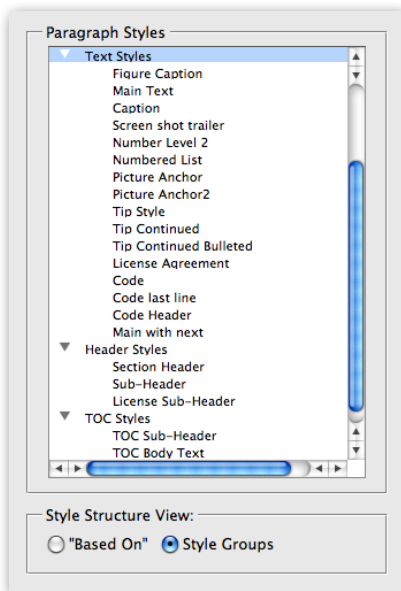 Paragraph Styles
Text Styles
Figure Caption
Main Text
Caption
Screen shot trailer
Number Level 2
Numbered List
Picture Anchor
Picture Anchor2
Tip Style
Tip Continued
Tip Continued Bulleted
License Agreement
Code
Code last line
Code Header
Main with next
Header Styles
Section Header
Sub-Header
License Sub-Header
TOC Styles
TOC Sub-Header
TOC Body Text
Style Structure View:
"Based On" Style Groups